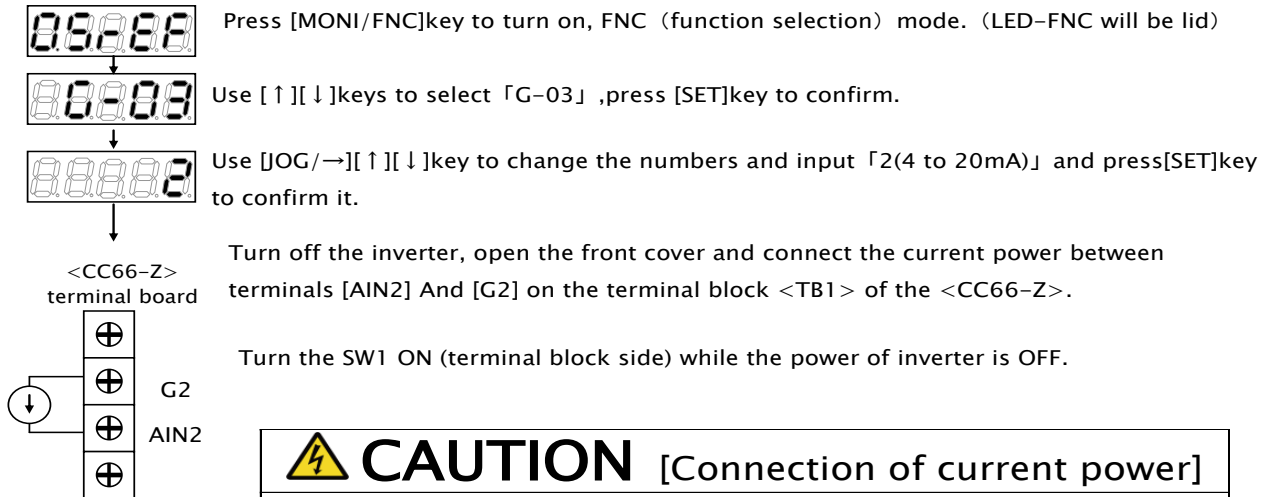 0.5rEF
Press [MONI/FNC]key to turn on, FNC（function selection）mode.（LED-FNC will be lid）
G-03
Use [↑][↓]keys to select「G-03」,press [SET]key to confirm.
2
Use [JOG/→][↑][↓]key to change the numbers and input「2(4 to 20mA)」and press[SET]key
to confirm it.
Turn off the inverter, open the front cover and connect the current power between
terminals [AIN2] And [G2] on the terminal block <TB1> of the <CC66-Z>.
<CC66-Z>
terminal board
Turn the SW1 ON (terminal block side) while the power of inverter is OFF.
G2
AIN2
CAUTION [Connection of current power]